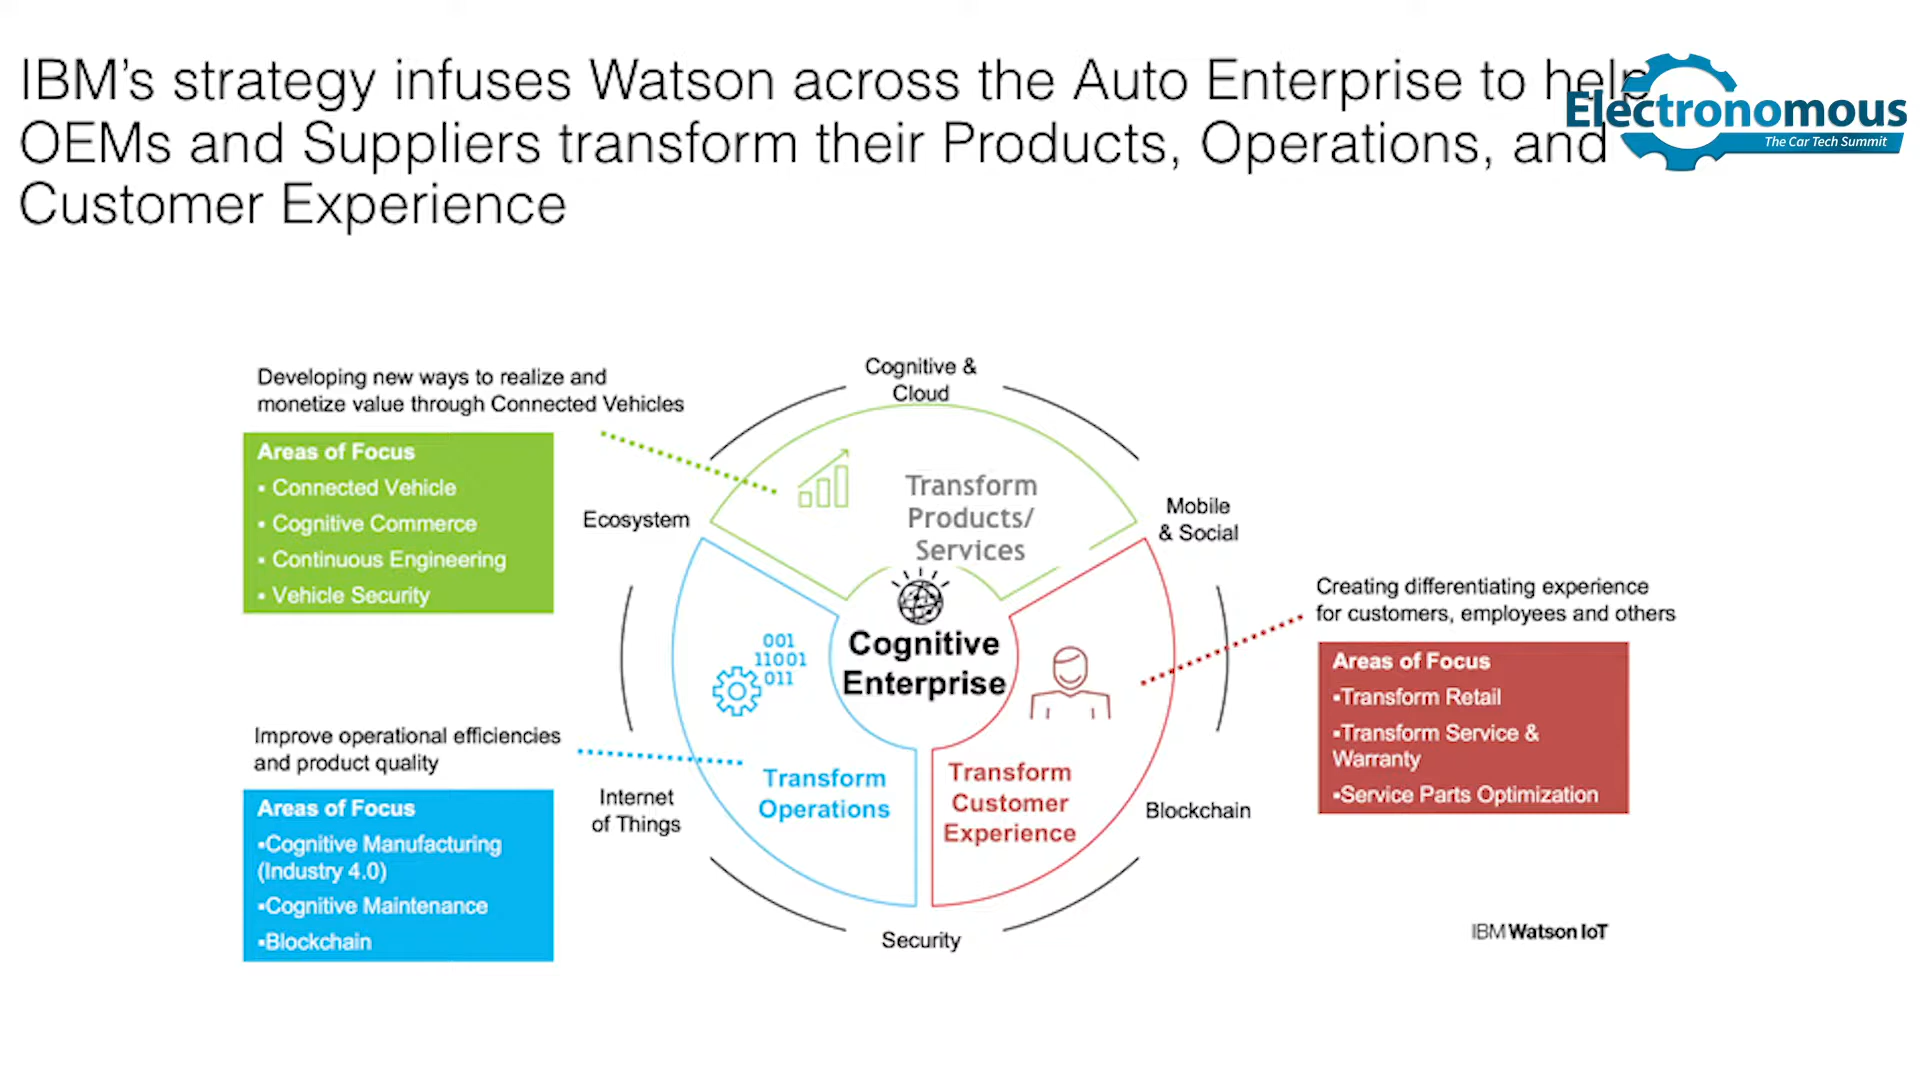 IBM's strategy infuses Watson across the Auto Enterprise to help
OEMs and Suppliers transform their Products, Operations, and
Customer Experience
Electronomous
The Car Tech Summit
Developing new ways to realize and
monetize value through Connected Vehicles
Areas of Focus
▪ Connected Vehicle
▪ Cognitive Commerce
▪ Continuous Engineering
▪ Vehicle Security
Cognitive &
Cloud
Ecosystem
Transform
Products/
Services
Mobile
& Social
Cognitive
Enterprise
001
11001
011
Creating differentiating experience
for customers, employees and others
Areas of Focus
▪Transform Retail
▪Transform Service &
Warranty
▪Service Parts Optimization
Improve operational efficiencies
and product quality
Areas of Focus
▪Cognitive Manufacturing
(Industry 4.0)
▪Cognitive Maintenance
▪Blockchain
Transform
Operations
Transform
Customer
Experience
Internet
of Things
Blockchain
Security
IBM Watson IoT